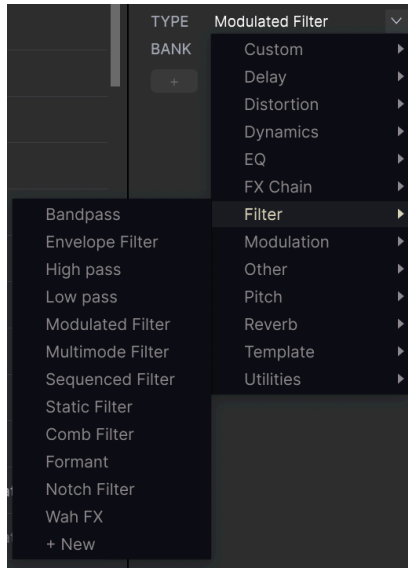 TYPE Modulated Filter
BANK
+
Custom
Delay
Distortion
Dynamics
EQ
FX Chain
Filter
Modulation
Other
Pitch
Reverb
Template
Utilities
Bandpass
Envelope Filter
High pass
Low pass
Modulated Filter
Multimode Filter
Sequenced Filter
Static Filter
Comb Filter
Formant
Notch Filter
Wah FX
+ New